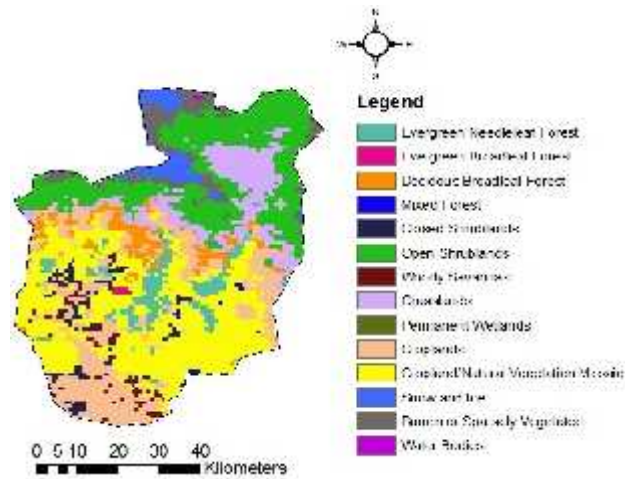 N
W E
S
Legend
Evergreen Needleleaf Forest
Evergreen Broadleaf Forest
Decidous Broadleaf Forest
Mixed Forest
Closed Shrublands
Open Shrublands
Woody Savannas
Grasslands
Permanent Wetlands
Croplands
Cropland/Natural Vegetation Mosaic
Snow and Ice
Barren or Sparsely Vegetated
Water Bodies
0 5 10 20 30 40
Kilometers